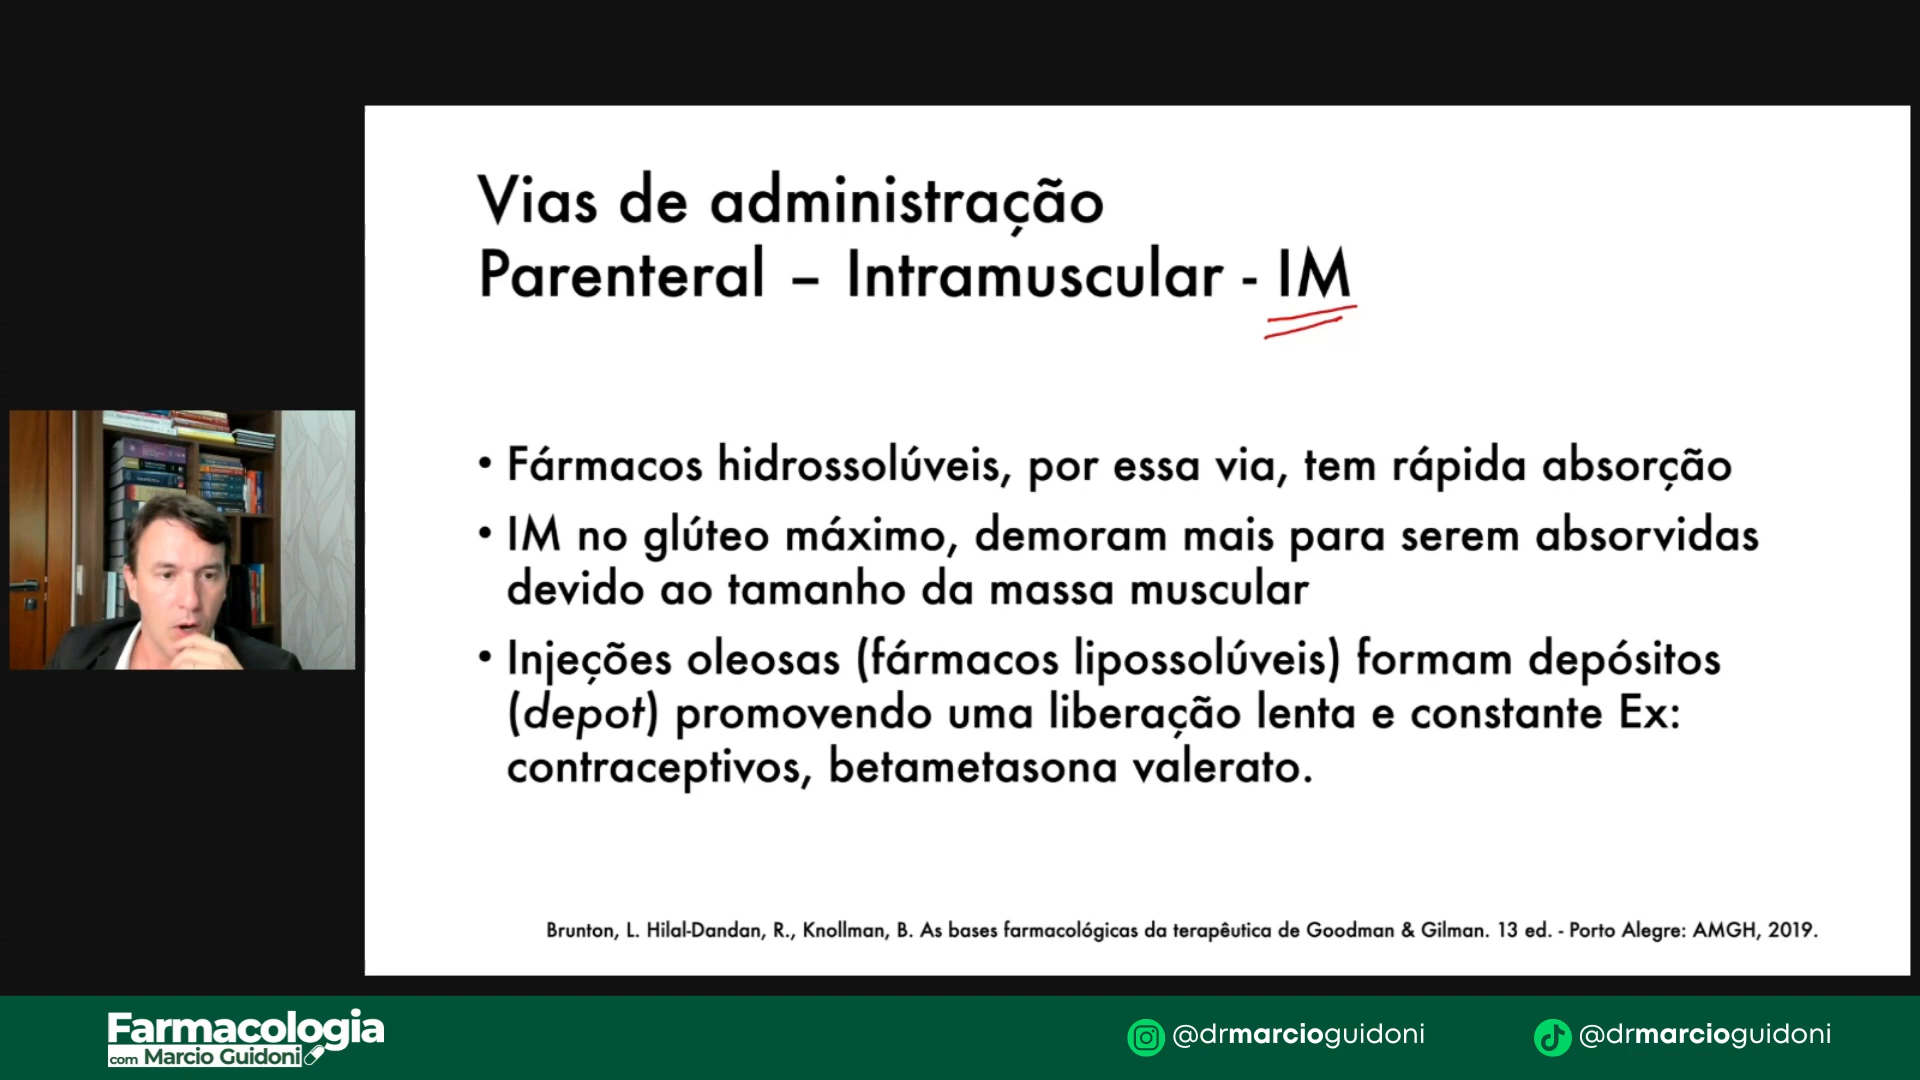 Vias de administração
Parenteral – Intramuscular - IM
• Fármacos hidrossolúveis, por essa via, tem rápida absorção
• IM no glúteo máximo, demoram mais para serem absorvidas
devido ao tamanho da massa muscular
• Injeções oleosas (fármacos lipossolúveis) formam depósitos
(depot) promovendo uma liberação lenta e constante Ex:
contraceptivos, betametasona valerato.
Brunton, L. Hilal-Dandan, R., Knollman, B. As bases farmacológicas da terapêutica de Goodman & Gilman. 13 ed. - Porto Alegre: AMGH, 2019.
Farmacologia
com Marcio Guidoni
@drmarcioguidoni
@drmarcioguidoni